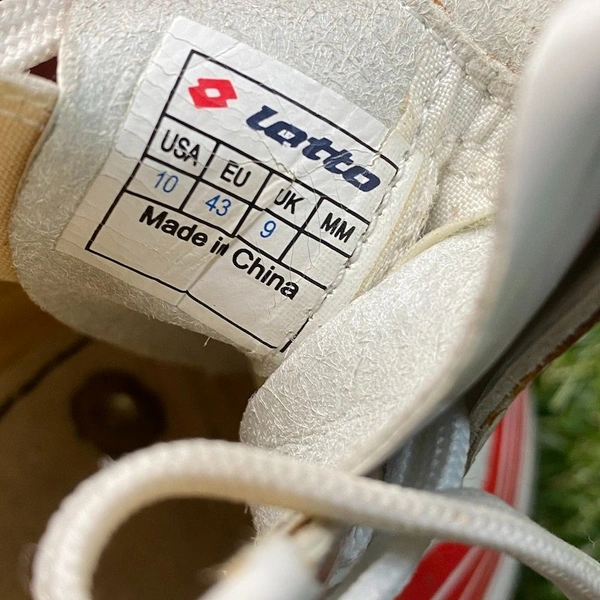 Lotto
USA EU UK MM
10 43 9
Made in China